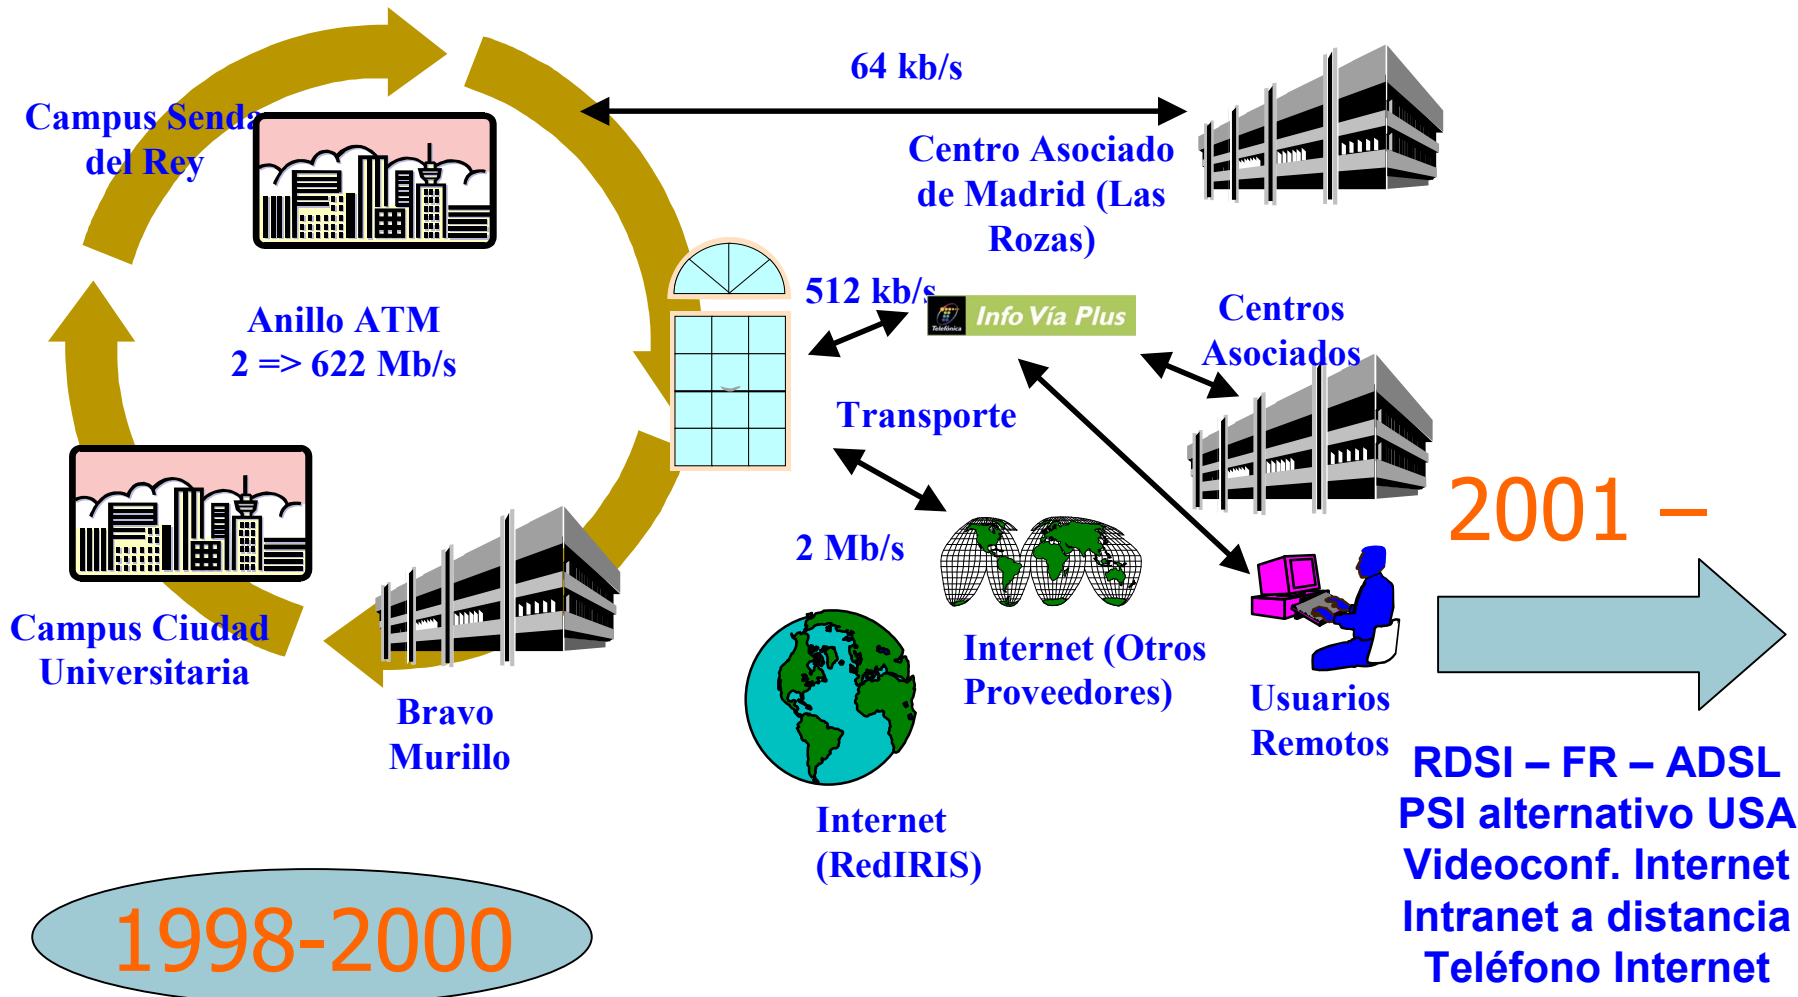 64 kb/s
Campus Senda
del Rey
Centro Asociado
de Madrid (Las
Rozas)
512 kb/s
Telefónica
Info Vía Plus
Centros
Asociados
Anillo ATM
2 => 622 Mb/s
Transporte
2001 –
2 Mb/s
Campus Ciudad
Universitaria
Internet (Otros
Proveedores)
Usuarios
Remotos
Bravo
Murillo
Internet
(RedIRIS)
RDSI – FR – ADSL
PSI alternativo USA
Videoconf. Internet
Intranet a distancia
Teléfono Internet
1998-2000